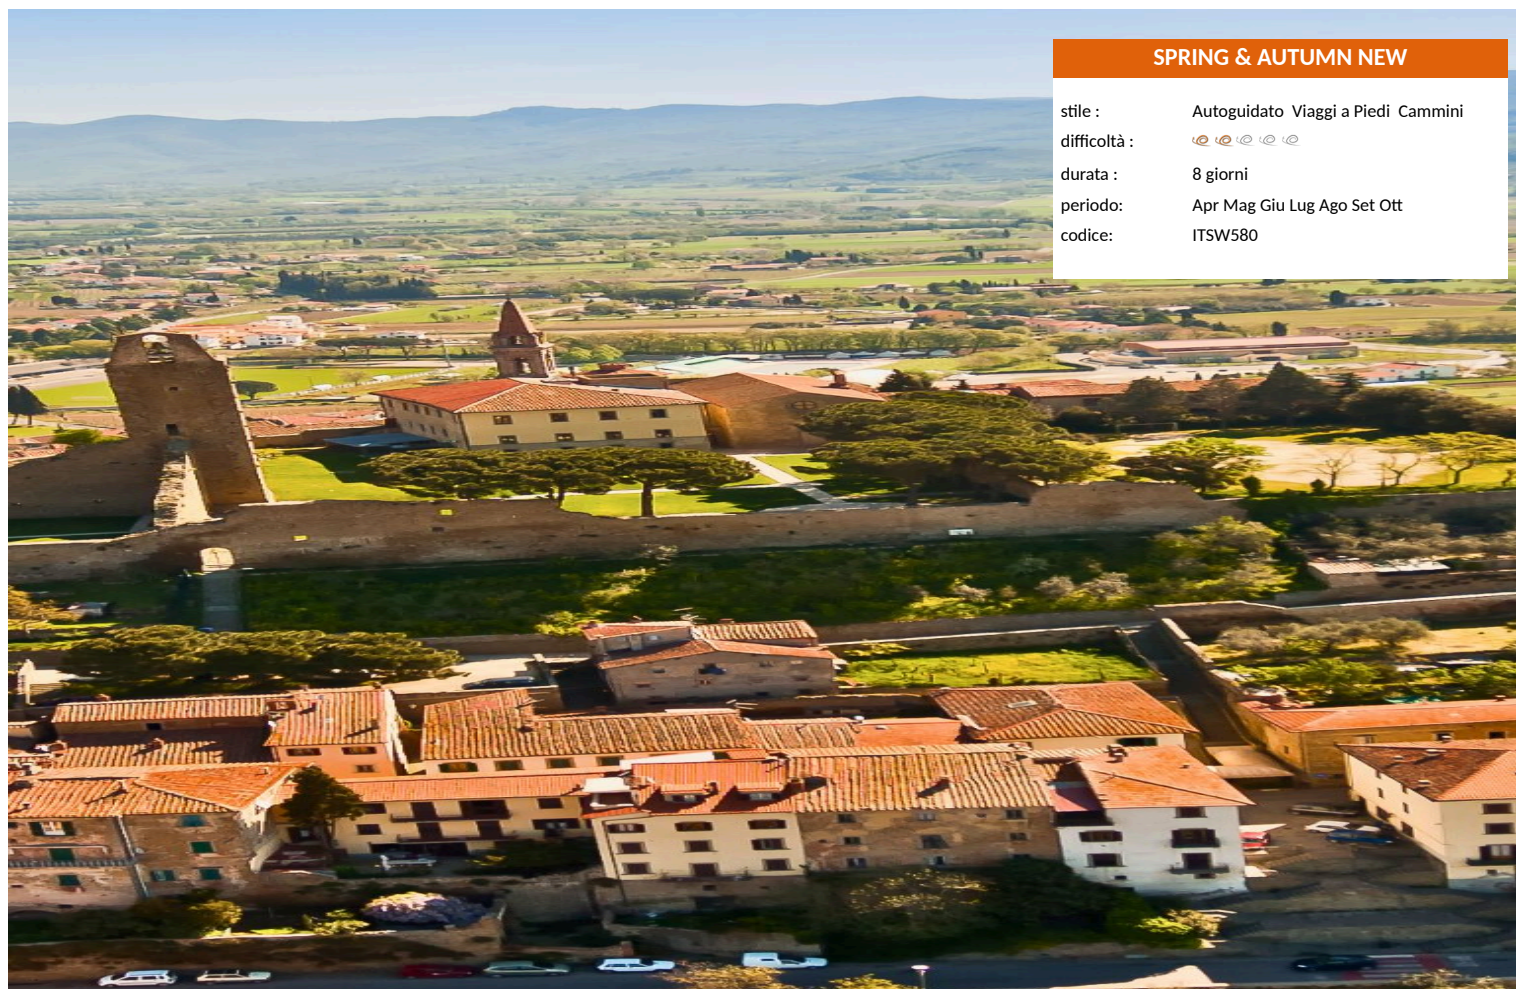 SPRING & AUTUMN NEW
stile : Autoguidato Viaggi a Piedi Cammini
difficoltà :
durata : 8 giorni
periodo: Apr Mag Giu Lug Ago Set Ott
codice: ITSW580